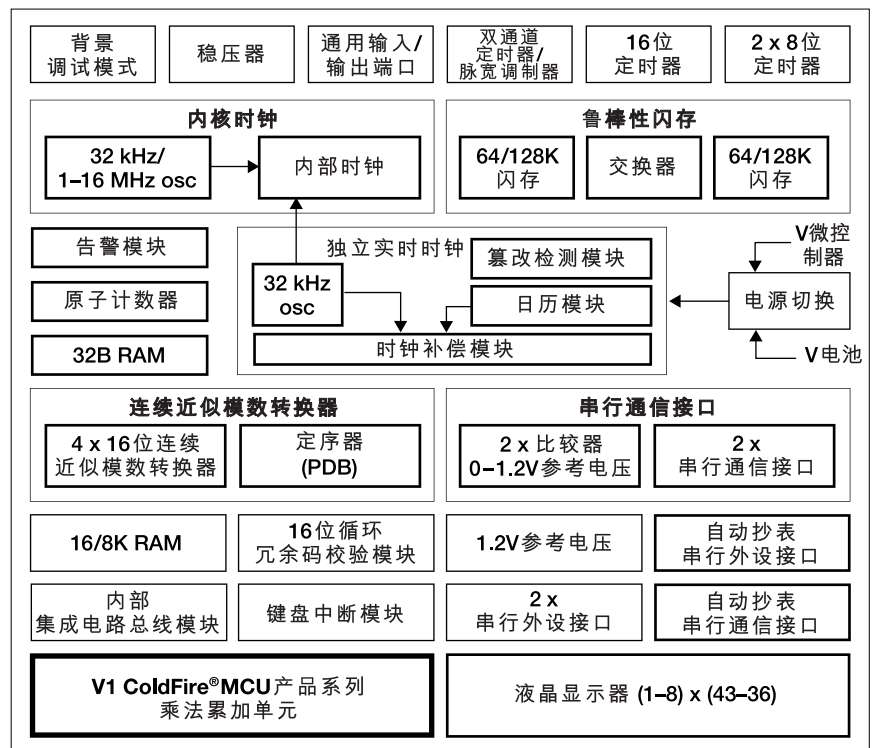 背景
调试模式
稳压器
通用输入/
输出端口
双通道
定时器/
脉宽调制器
16位
定时器
2 x 8位
定时器
内核时钟
32 kHz/
1–16 MHz osc
内部时钟
鲁棒性闪存
64/128K
闪存
交换器
64/128K
闪存
告警模块
原子计数器
32B RAM
独立实时时钟
篡改检测模块
32 kHz
osc
日历模块
时钟补偿模块
V微控
制器
电源切换
V电池
连续近似模数转换器
4 x 16位连续
近似模数转换器
定序器
(PDB)
串行通信接口
2 x 比较器
0–1.2V参考电压
2 x
串行通信接口
16/8K RAM
16位循环
冗余码校验模块
1.2V参考电压
自动抄表
串行外设接口
内部
集成电路总线模块
键盘中断模块
2 x
串行外设接口
自动抄表
串行通信接口
V1 ColdFire®MCU产品系列
乘法累加单元
液晶显示器 (1–8) x (43–36)